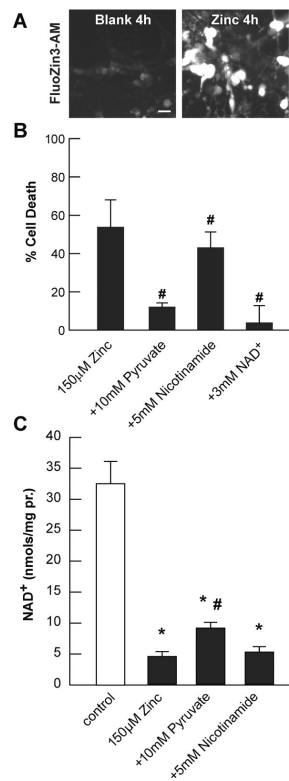 A
Blank 4h
Zinc 4h
FluoZin3-AM
B
% Cell Death
100
80
60
40
20
0
#
#
#
150μM Zinc
+10mM Pyruvate
+5mM Nicotinamide
+3mM NAD+
C
NAD+ (nmols/mg pr.)
40
35
30
25
20
15
10
5
0
*
* #
*
control
150μM Zinc
+10mM Pyruvate
+5mM Nicotinamide